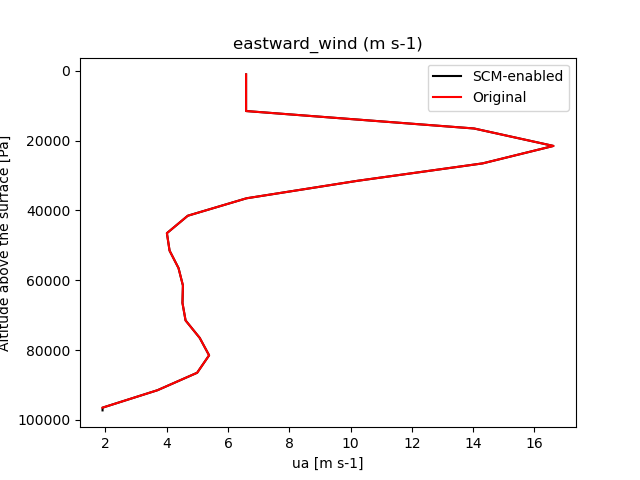 eastward_wind (m s-1)
SCM-enabled
Original
Altitude above the surface [Pa]
0
20000
40000
60000
80000
100000
2 4 6 8 10 12 14 16
ua [m s-1]